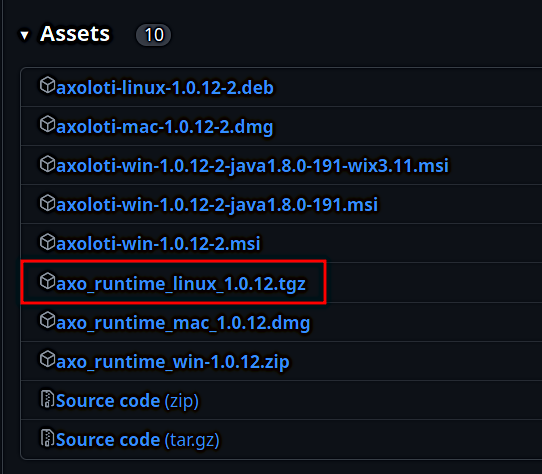 Assets 10
axoloti-linux-1.0.12-2.deb
axoloti-mac-1.0.12-2.dmg
axoloti-win-1.0.12-2-java1.8.0-191-wix3.11.msi
axoloti-win-1.0.12-2-java1.8.0-191.msi
axoloti-win-1.0.12-2.msi
axo_runtime_linux_1.0.12.tgz
axo_runtime_mac_1.0.12.dmg
axo_runtime_win-1.0.12.zip
Source code (zip)
Source code (tar.gz)